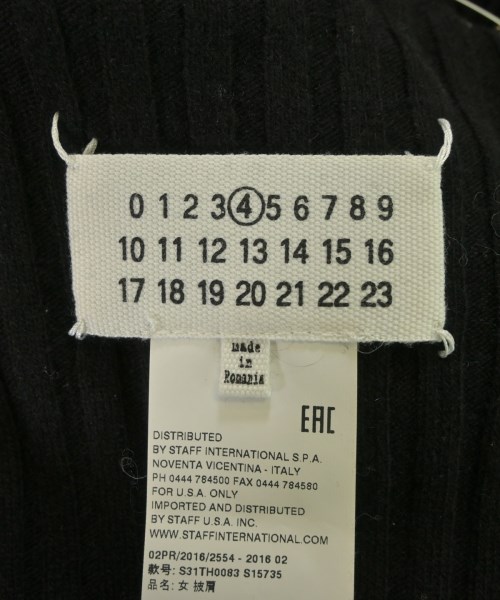 0 1 2 3 4 5 6 7 8 9
10 11 12 13 14 15 16
17 18 19 20 21 22 23
made
in
Romania
EAC
DISTRIBUTED
BY STAFF INTERNATIONAL S.P.A.
NOVENTA VICENTINA - ITALY
PH 0444 784500 FAX 0444 784580
FOR U.S.A. ONLY
IMPORTED AND DISTRIBUTED
BY STAFF U.S.A. INC.
WWW.STAFFINTERNATIONAL.COM
02PR/2016/2554 - 2016 02
款号: S31TH0083 S15735
品名: 女 披肩